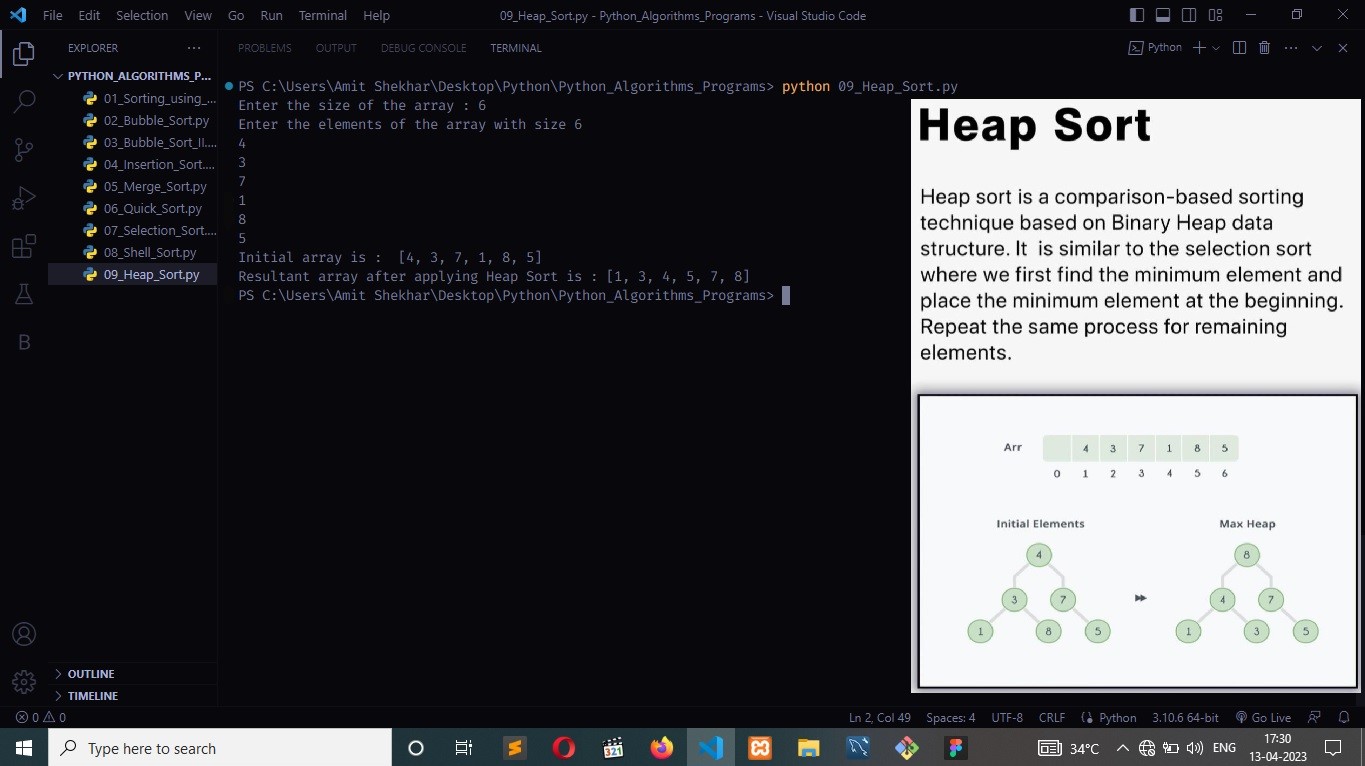 File Edit Selection View Go Run Terminal Help
09_Heap_Sort.py - Python_Algorithms_Programs - Visual Studio Code
EXPLORER
PYTHON_ALGORITHMS_P...
01_Sorting_using_...
02_Bubble_Sort.py
03_Bubble_Sort_II....
04_Insertion_Sort....
05_Merge_Sort.py
06_Quick_Sort.py
07_Selection_Sort....
08_Shell_Sort.py
09_Heap_Sort.py
OUTLINE
TIMELINE
PROBLEMS OUTPUT DEBUG CONSOLE TERMINAL
Python
PS C:\Users\Amit Shekhar\Desktop\Python\Python_Algorithms_Programs> python 09_Heap_Sort.py
Enter the size of the array : 6
Enter the elements of the array with size 6
4
3
7
1
8
5
Initial array is :  [4, 3, 7, 1, 8, 5]
Resultant array after applying Heap Sort is : [1, 3, 4, 5, 7, 8]
PS C:\Users\Amit Shekhar\Desktop\Python\Python_Algorithms_Programs>
Heap Sort
Heap sort is a comparison-based sorting
technique based on Binary Heap data
structure. It  is similar to the selection sort
where we first find the minimum element and
place the minimum element at the beginning.
Repeat the same process for remaining
elements.
Arr 4 3 7 1 8 5
0 1 2 3 4 5 6
Initial Elements
4
3 7
1 8 5
Max Heap
8
4 7
1 3 5
0 0
Ln 2, Col 49 Spaces: 4 UTF-8 CRLF Python 3.10.6 64-bit Go Live
Type here to search
321
34°C ENG
17:30
13-04-2023